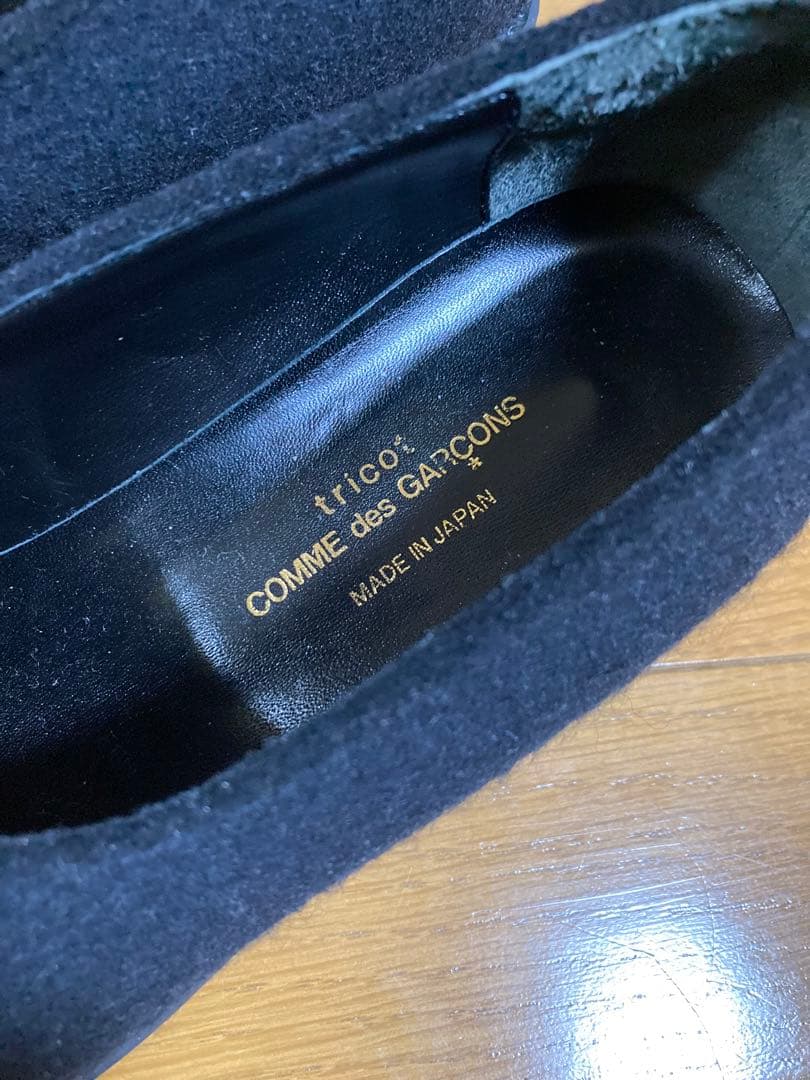 tricot
COMME des GARÇONS
MADE IN JAPAN